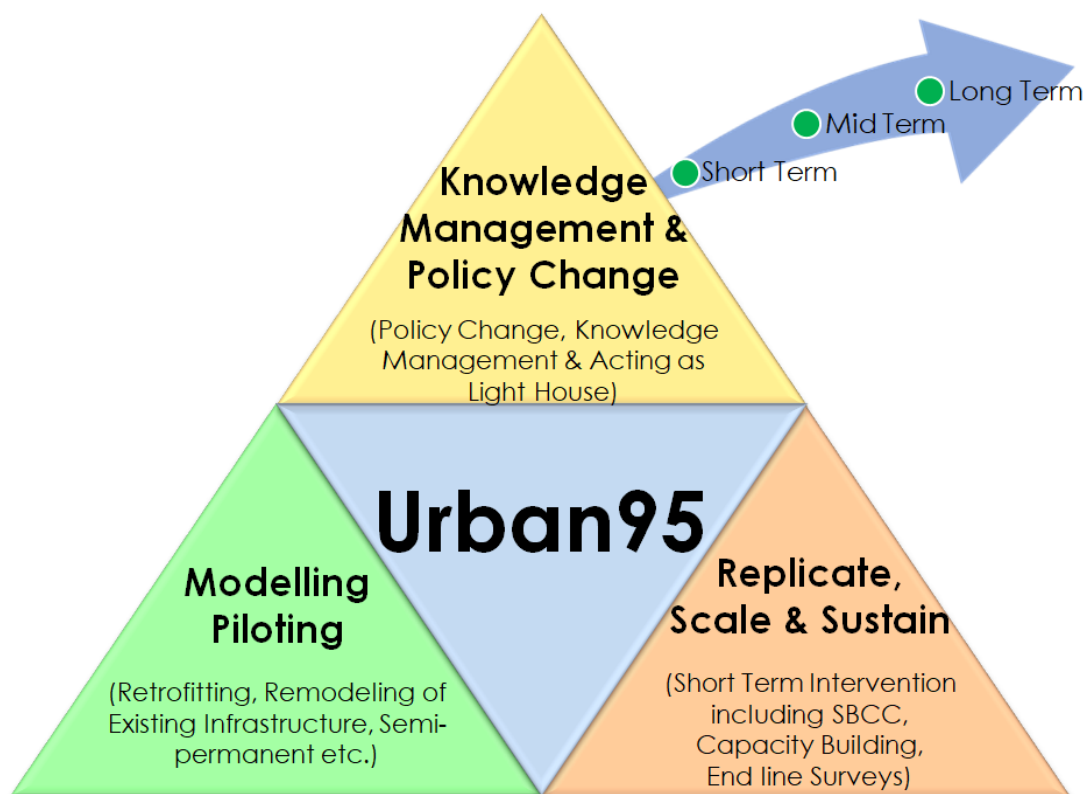 Long Term
Mid Term
Short Term
Knowledge
Management &
Policy Change
(Policy Change, Knowledge
Management & Acting as
Light House)
Urban95
Modelling
Piloting
(Retrofitting, Remodeling of
Existing Infrastructure, Semi-
permanent etc.)
Replicate,
Scale & Sustain
(Short Term Intervention
including SBCC,
Capacity Building,
End line Surveys)